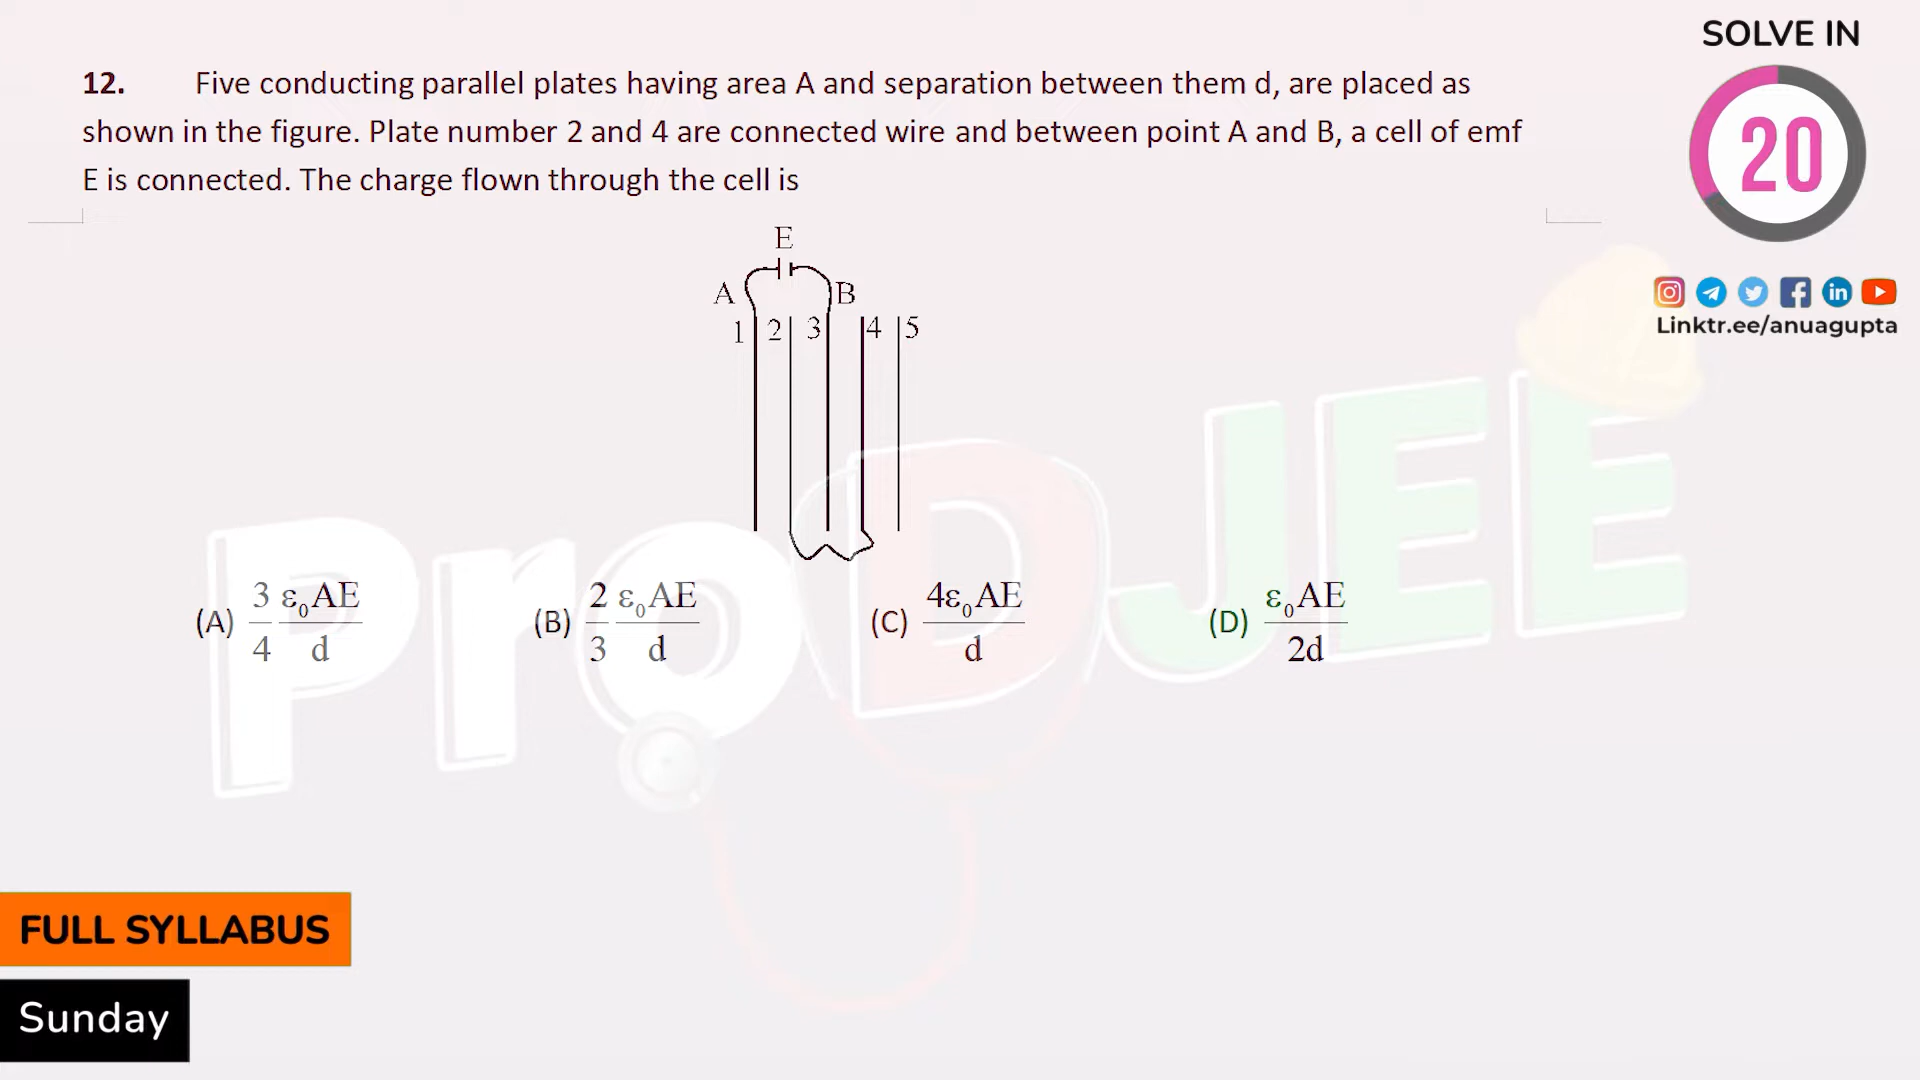 SOLVE IN
20
12. Five conducting parallel plates having area A and separation between them d, are placed as
shown in the figure. Plate number 2 and 4 are connected wire and between point A and B, a cell of emf
E is connected. The charge flown through the cell is
Linktr.ee/anuagupta
E
A B
1 2 3 4 5
(A) 3/4 ε₀AE/d (B) 2/3 ε₀AE/d (C) 4ε₀AE/d (D) ε₀AE/2d
ProDJEE
FULL SYLLABUS
Sunday